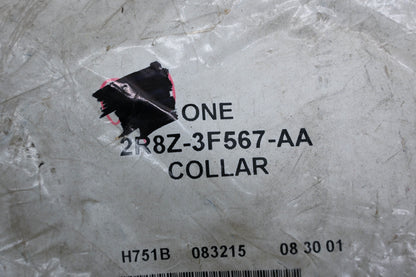 ONE
2R8Z-3F567-AA
COLLAR
H751B 083215 08 30 01